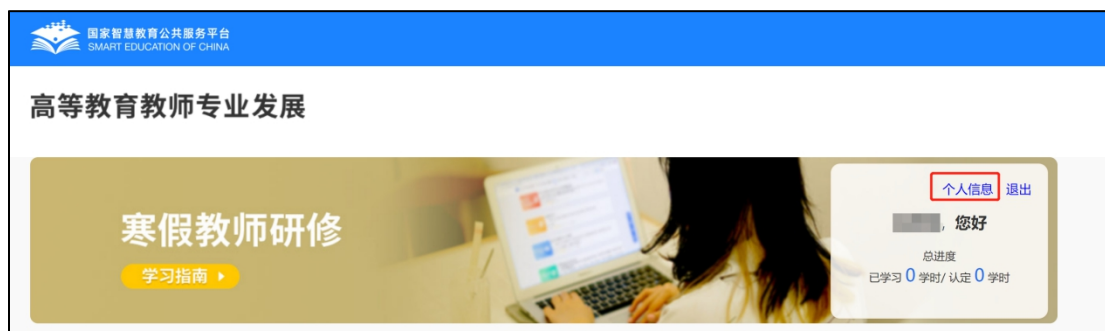 国家智慧教育公共服务平台
SMART EDUCATION OF CHINA
高等教育教师专业发展
寒假教师研修
学习指南
个人信息 退出
，您好
总进度
已学习 0 学时/ 认定 0 学时